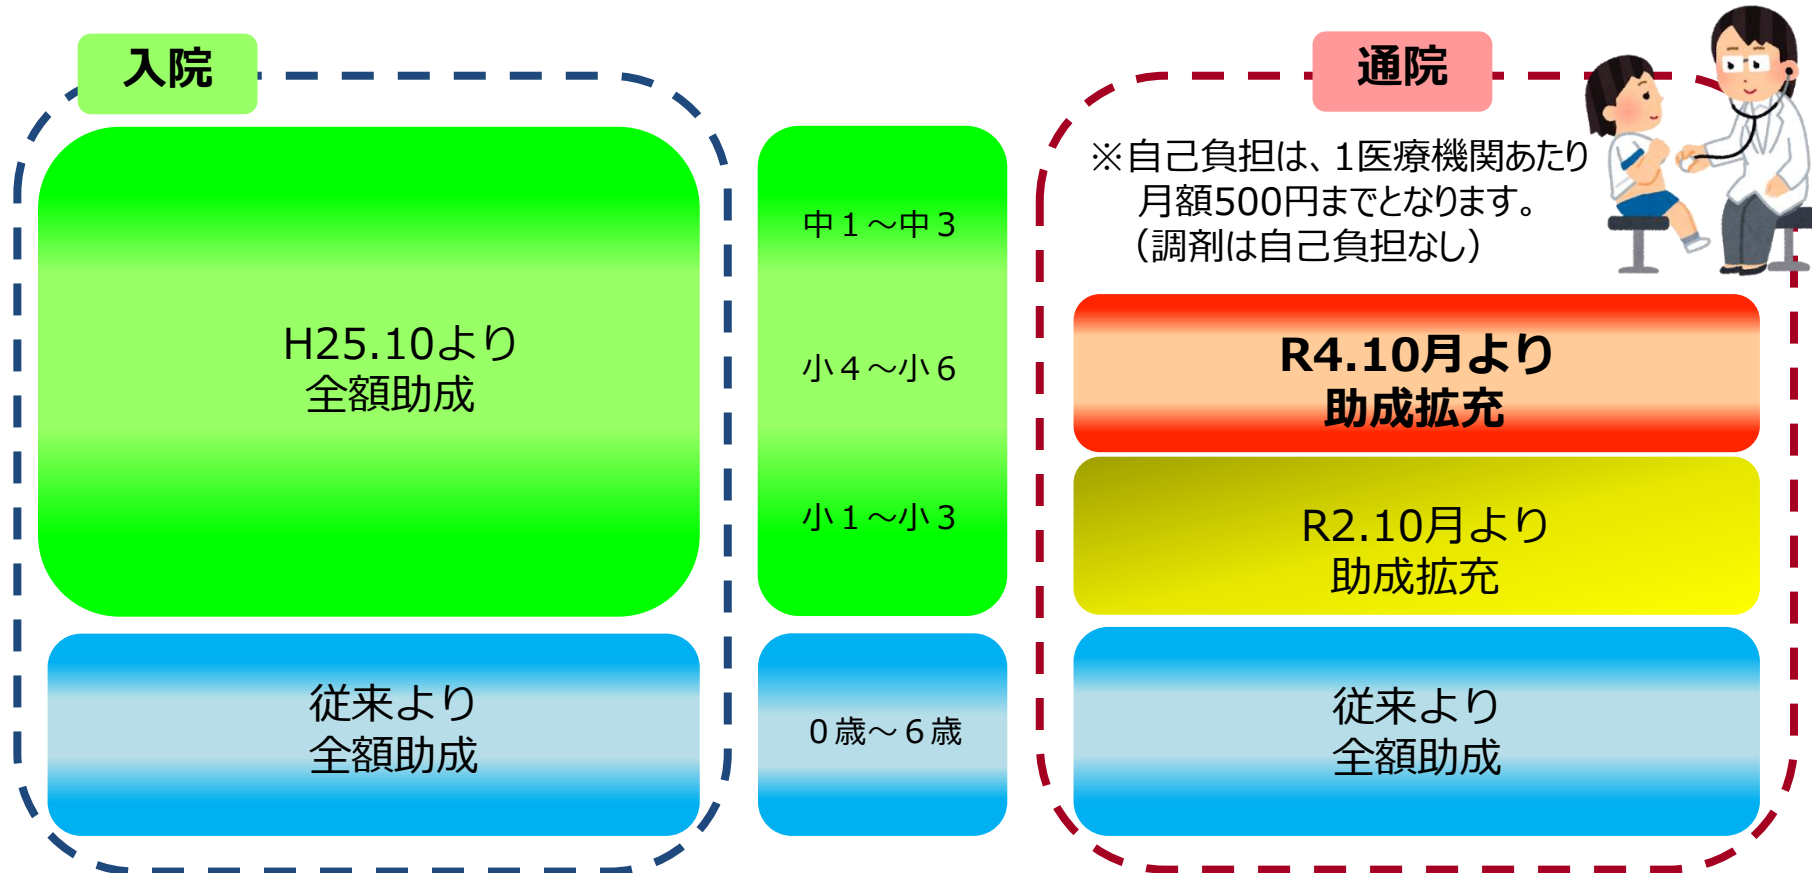 入院
H25.10より
全額助成
従来より
全額助成
中１～中３
小４～小６
小１～小３
０歳～６歳
通院
※自己負担は、1医療機関あたり
月額500円までとなります。
（調剤は自己負担なし）
R4.10月より
助成拡充
R2.10月より
助成拡充
従来より
全額助成